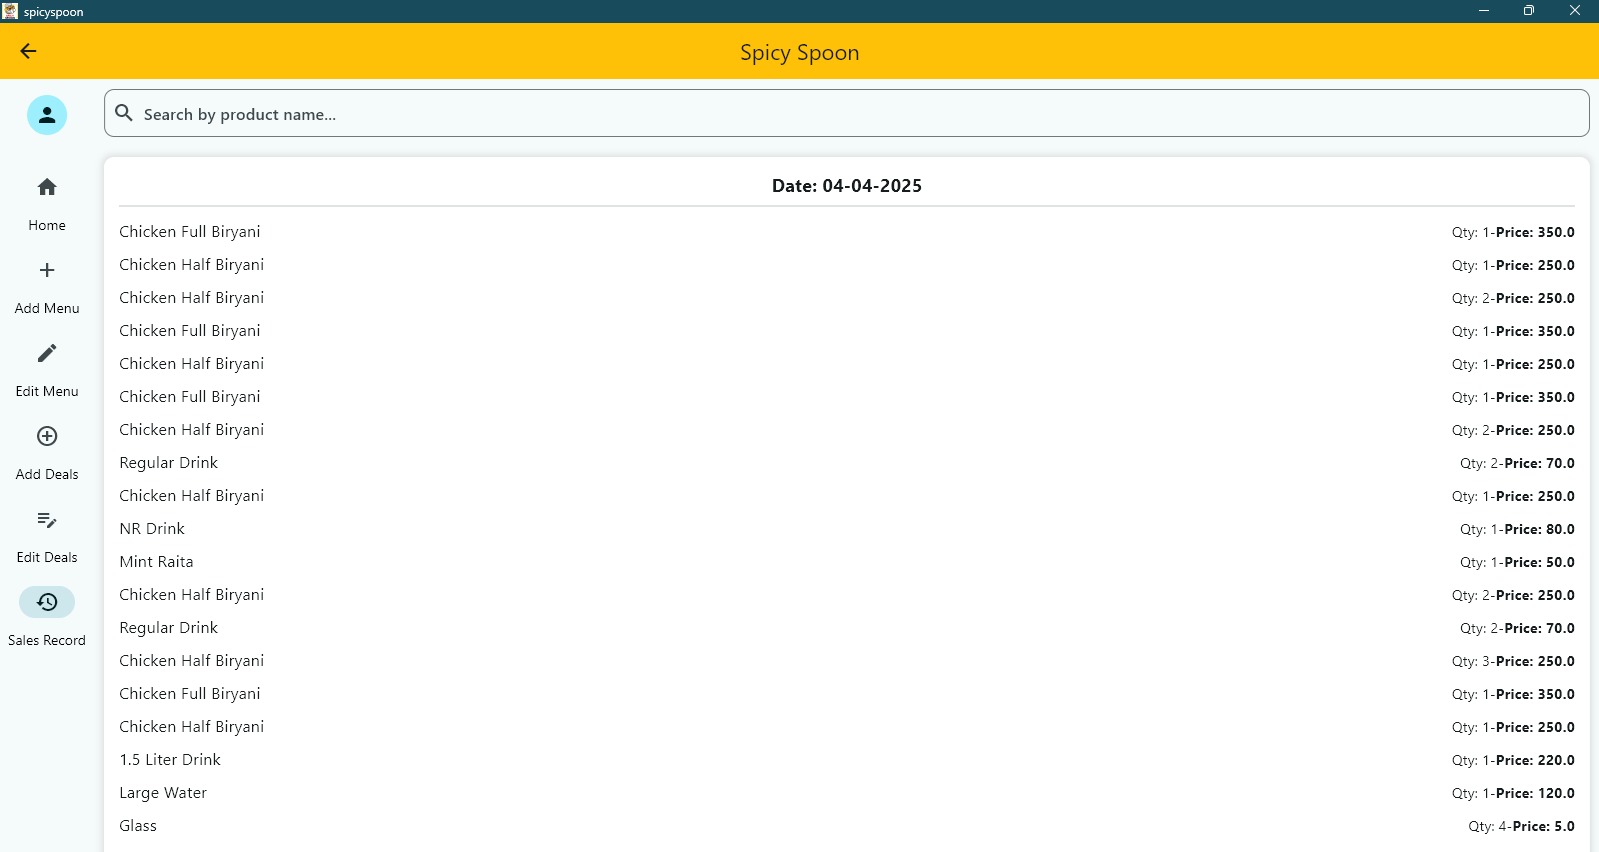 spicyspoon
Spicy Spoon
Search by product name...
Home
Add Menu
Edit Menu
Add Deals
Edit Deals
Sales Record
Date: 04-04-2025
Chicken Full Biryani Qty: 1-Price: 350.0
Chicken Half Biryani Qty: 1-Price: 250.0
Chicken Half Biryani Qty: 2-Price: 250.0
Chicken Full Biryani Qty: 1-Price: 350.0
Chicken Half Biryani Qty: 1-Price: 250.0
Chicken Full Biryani Qty: 1-Price: 350.0
Chicken Half Biryani Qty: 2-Price: 250.0
Regular Drink Qty: 2-Price: 70.0
Chicken Half Biryani Qty: 1-Price: 250.0
NR Drink Qty: 1-Price: 80.0
Mint Raita Qty: 1-Price: 50.0
Chicken Half Biryani Qty: 2-Price: 250.0
Regular Drink Qty: 2-Price: 70.0
Chicken Half Biryani Qty: 3-Price: 250.0
Chicken Full Biryani Qty: 1-Price: 350.0
Chicken Half Biryani Qty: 1-Price: 250.0
1.5 Liter Drink Qty: 1-Price: 220.0
Large Water Qty: 1-Price: 120.0
Glass Qty: 4-Price: 5.0